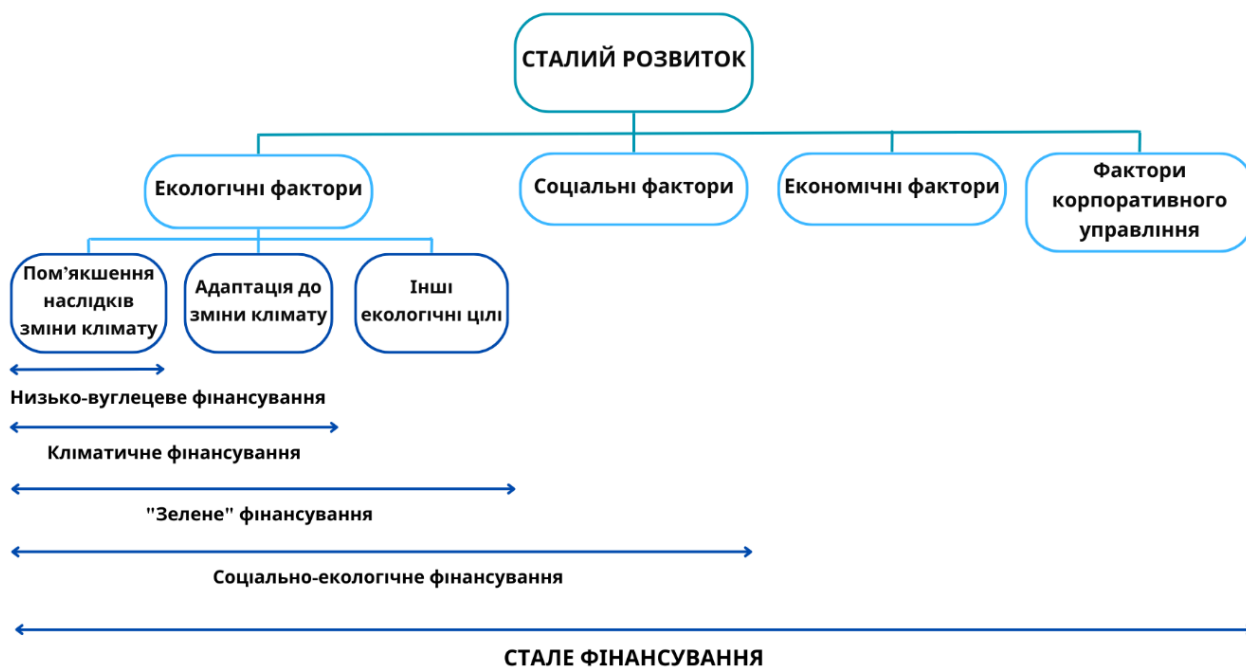 СТАЛИЙ РОЗВИТОК
Екологічні фактори
Соціальні фактори
Економічні фактори
Фактори
корпоративного
управління
Пом’якшення
наслідків
зміни клімату
Адаптація до
зміни клімату
Інші
екологічні цілі
Низько-вуглецеве фінансування
Кліматичне фінансування
"Зелене" фінансування
Соціально-екологічне фінансування
СТАЛЕ ФІНАНСУВАННЯ